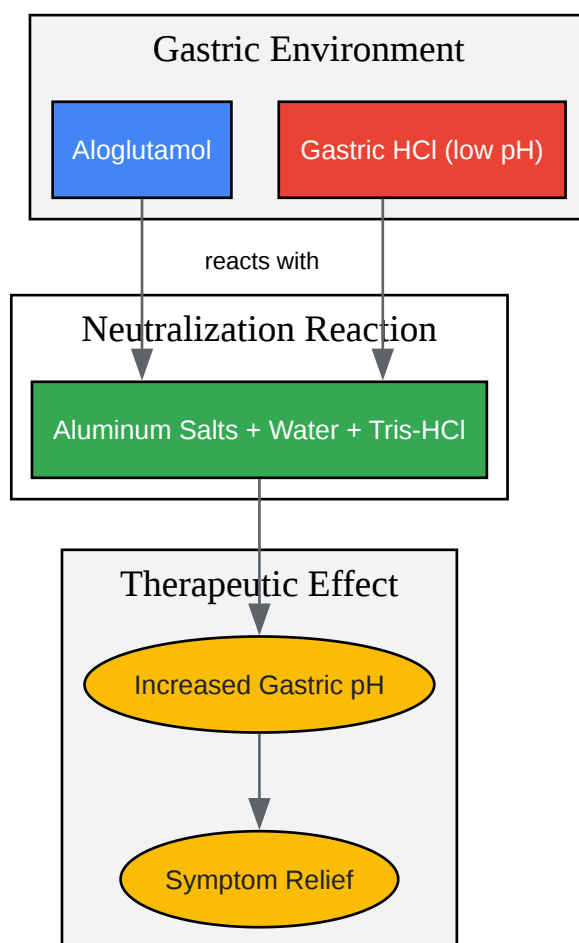 Gastric Environment
Aloglutamol
Gastric HCl (low pH)
reacts with
Neutralization Reaction
Aluminum Salts + Water + Tris-HCl
Therapeutic Effect
Increased Gastric pH
Symptom Relief